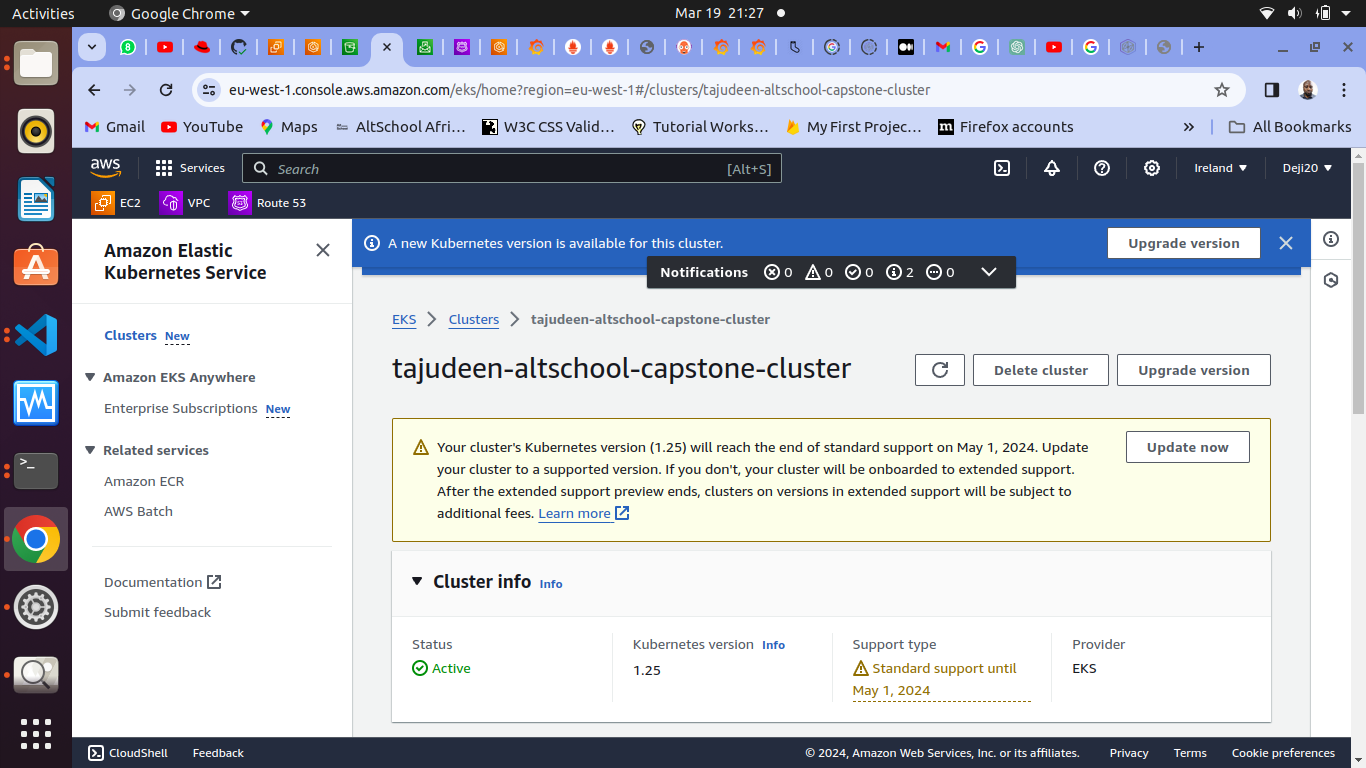 Activities
Google Chrome
Mar 19 21:27
eu-west-1.console.aws.amazon.com/eks/home?region=eu-west-1#/clusters/tajudeen-altschool-capstone-cluster
Gmail
YouTube
Maps
AltSchool Afri...
W3C CSS Valid...
Tutorial Works...
My First Projec...
Firefox accounts
»
All Bookmarks
aws
Services
Search
[Alt+S]
Ireland
Deji20
EC2
VPC
Route 53
Amazon Elastic
Kubernetes Service
Clusters New
Amazon EKS Anywhere
Enterprise Subscriptions New
Related services
Amazon ECR
AWS Batch
Documentation
Submit feedback
A new Kubernetes version is available for this cluster.
Upgrade version
Notifications 0 0 0 2 0
EKS
Clusters
tajudeen-altschool-capstone-cluster
tajudeen-altschool-capstone-cluster
Delete cluster
Upgrade version
Your cluster's Kubernetes version (1.25) will reach the end of standard support on May 1, 2024. Update
your cluster to a supported version. If you don't, your cluster will be onboarded to extended support.
After the extended support preview ends, clusters on versions in extended support will be subject to
additional fees. Learn more
Update now
Cluster info Info
Status
Active
Kubernetes version Info
1.25
Support type
Standard support until
May 1, 2024
Provider
EKS
CloudShell
Feedback
© 2024, Amazon Web Services, Inc. or its affiliates.
Privacy
Terms
Cookie preferences